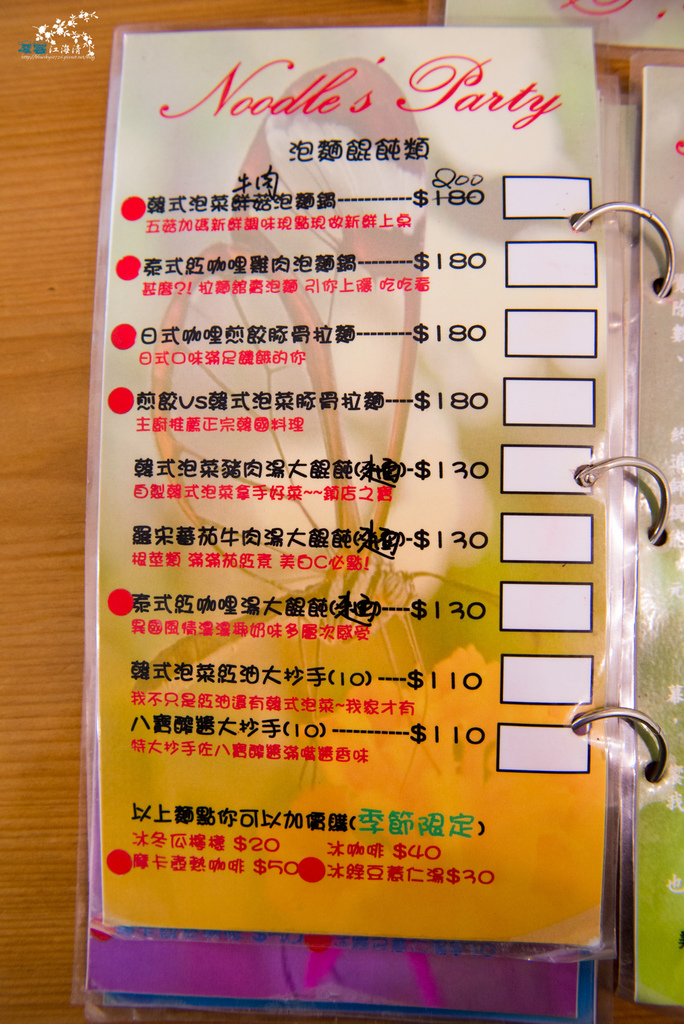 Noodle's Party
泡麵餛飩類
牛肉 200
韓式泡菜鮮菇泡麵鍋-----------$180
五菇加碼新鮮調味現點現做新鮮上桌
泰式紅咖哩雞肉泡麵鍋--------$180
甚麼?! 拉麵館賣泡麵 引你上癮 吃吃看
日式咖哩煎餃豚骨拉麵--------$180
日式口味滿足饑餓的你
煎餃VS韓式泡菜豚骨拉麵----$180
主廚推薦正宗韓國料理
韓式泡菜豬肉湯大餛飩( )-$130
自製韓式泡菜拿手好菜~~鎮店之寶
羅宋蕃茄牛肉湯大餛飩( )-$130
根莖類 滿滿茄紅素 美白C必點!
泰式紅咖哩湯大餛飩( )----$130
異國風情濃濃椰奶味多層次感受
韓式泡菜紅油大抄手(10)----$110
我不只是紅油還有韓式泡菜~我家才有
八寶醡醬大抄手(10) -----------$110
特大抄手佐八寶醡醬滿嘴醬香味
以上麵點你可以加價購(季節限定)
冰冬瓜檸檬 $20 冰咖啡 $40
摩卡壺熱咖啡 $50 冰綠豆薏仁湯$30